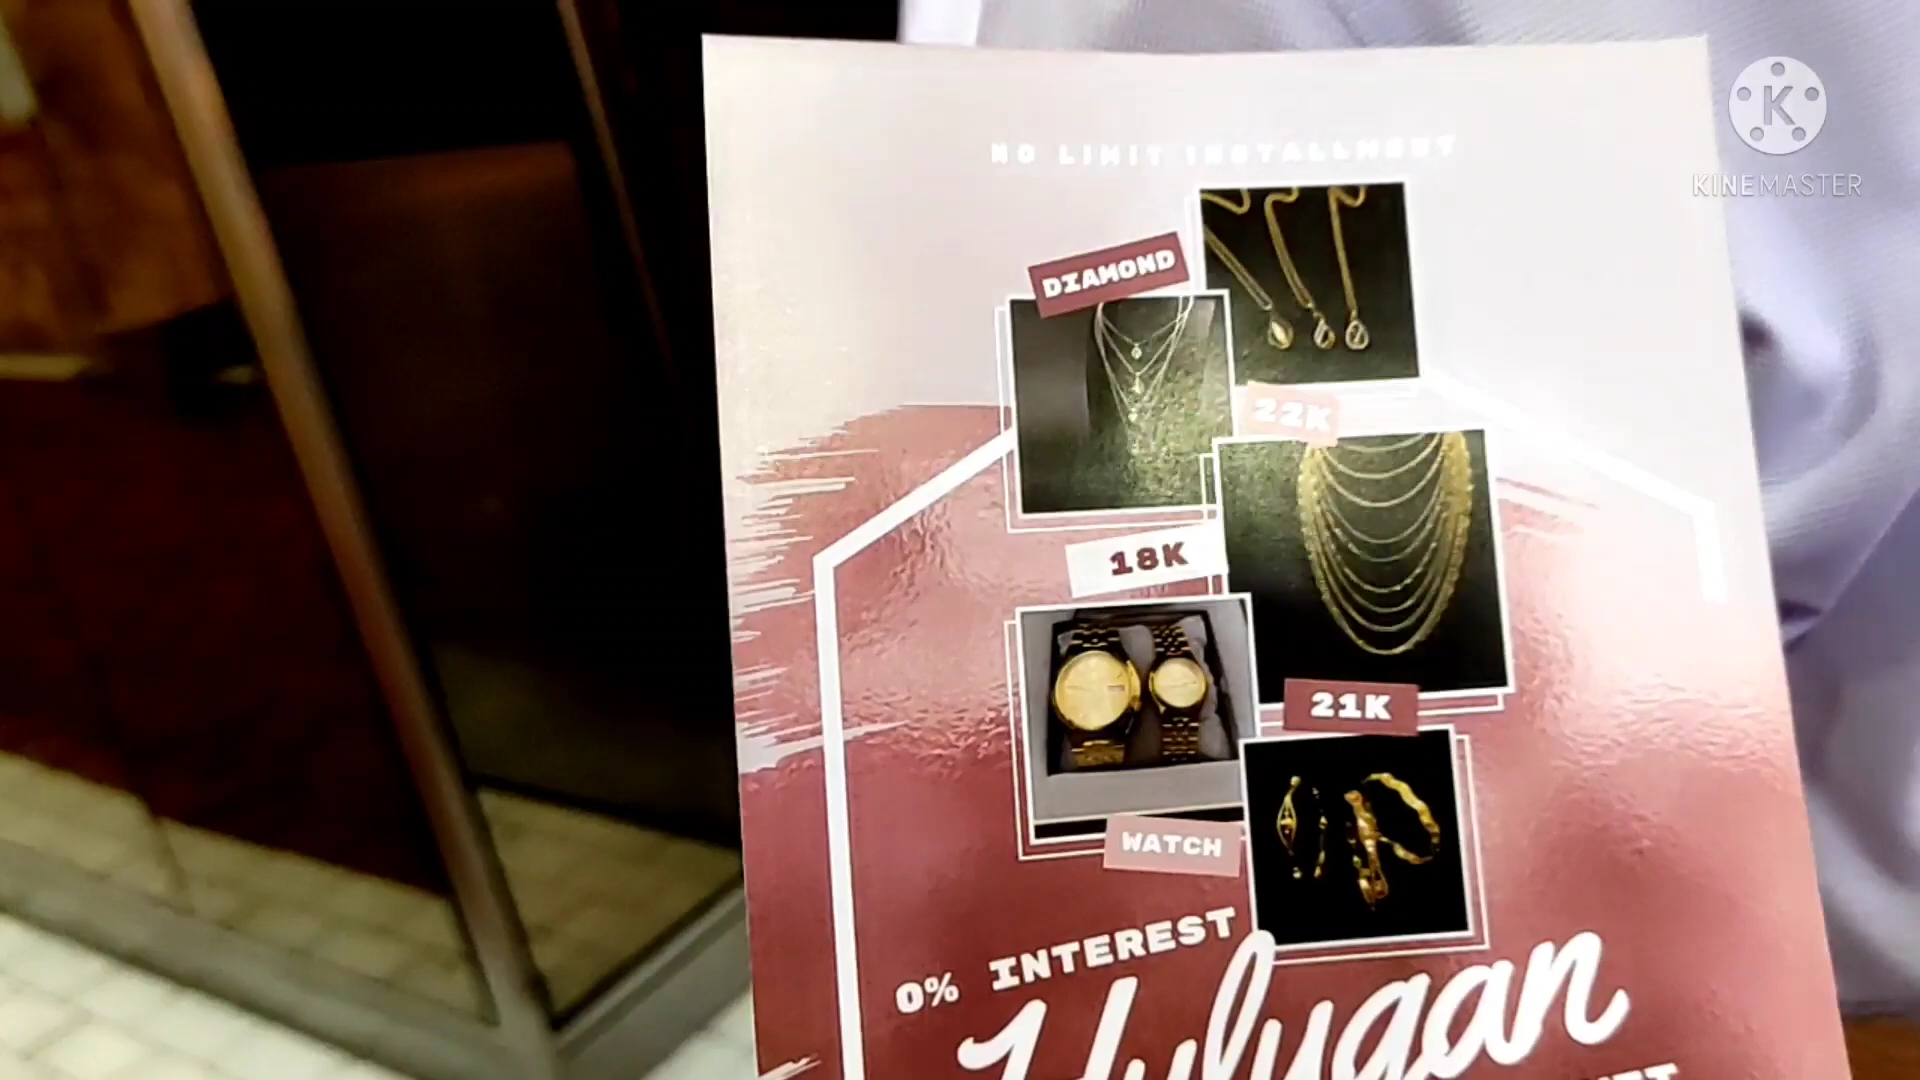 K
KINEMASTER
NO LIMIT INSTALLMENT
DIAMOND
22K
18K
21K
WATCH
0% INTEREST
Hulugan